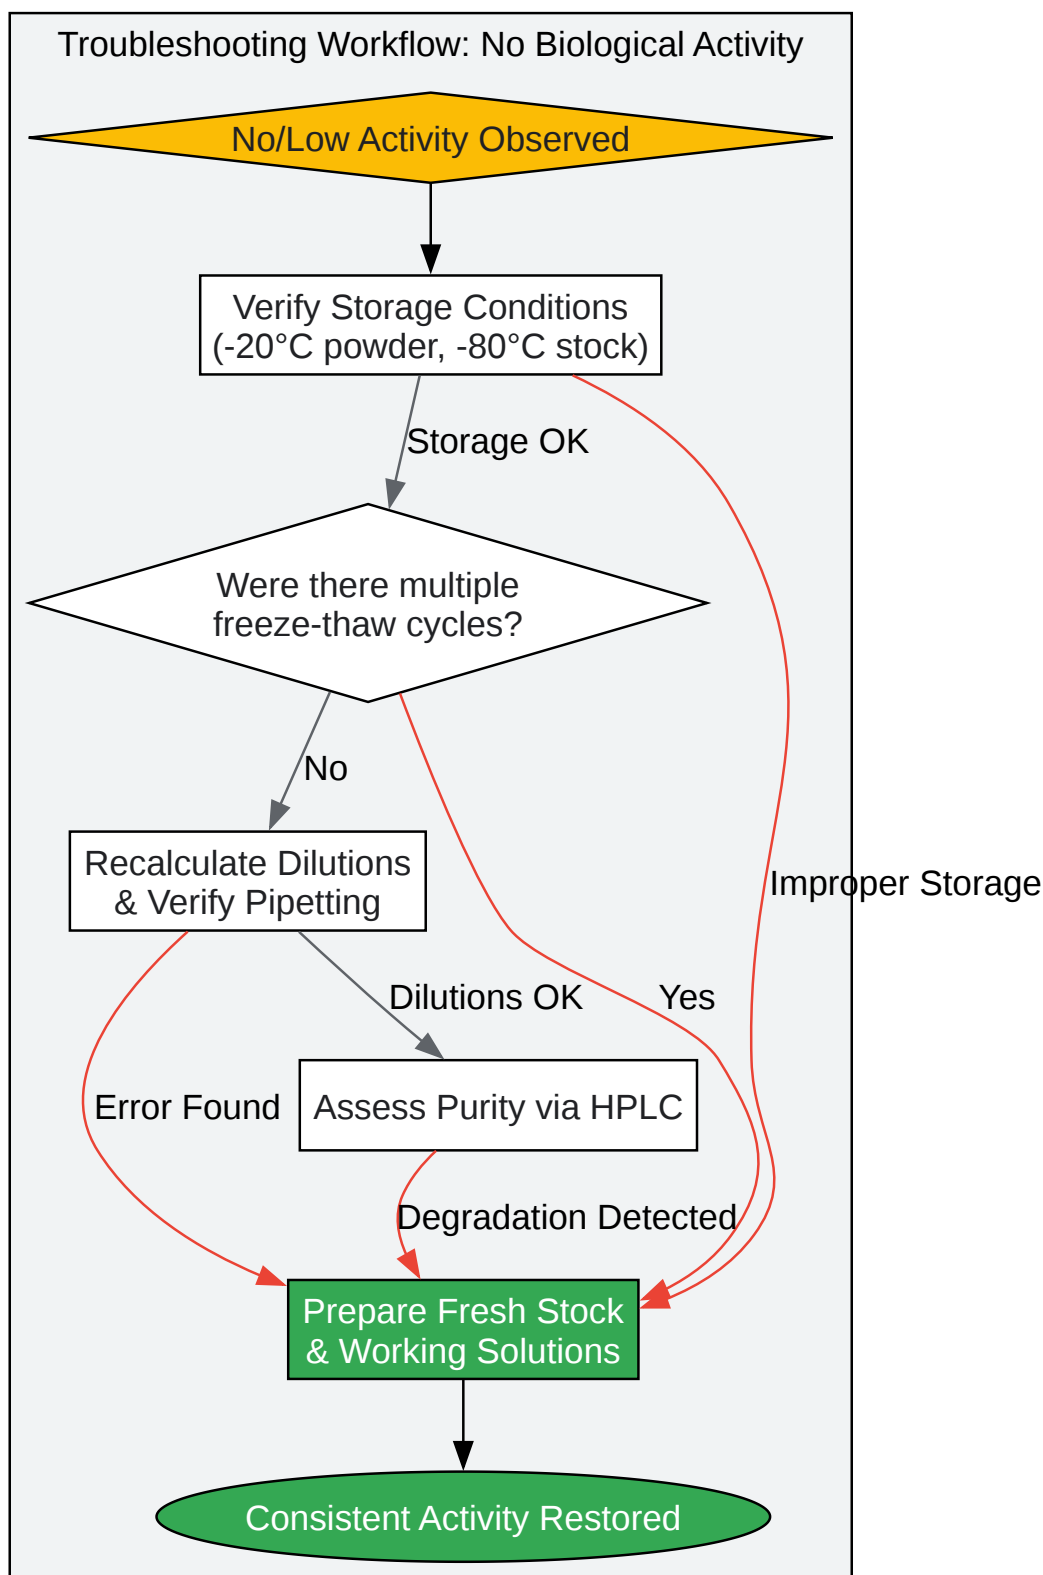 Troubleshooting Workflow: No Biological Activity
No/Low Activity Observed
Verify Storage Conditions
(-20°C powder, -80°C stock)
Storage OK
Were there multiple
freeze-thaw cycles?
No
Recalculate Dilutions
& Verify Pipetting
Improper Storage
Dilutions OK
Yes
Error Found
Assess Purity via HPLC
Degradation Detected
Prepare Fresh Stock
& Working Solutions
Consistent Activity Restored